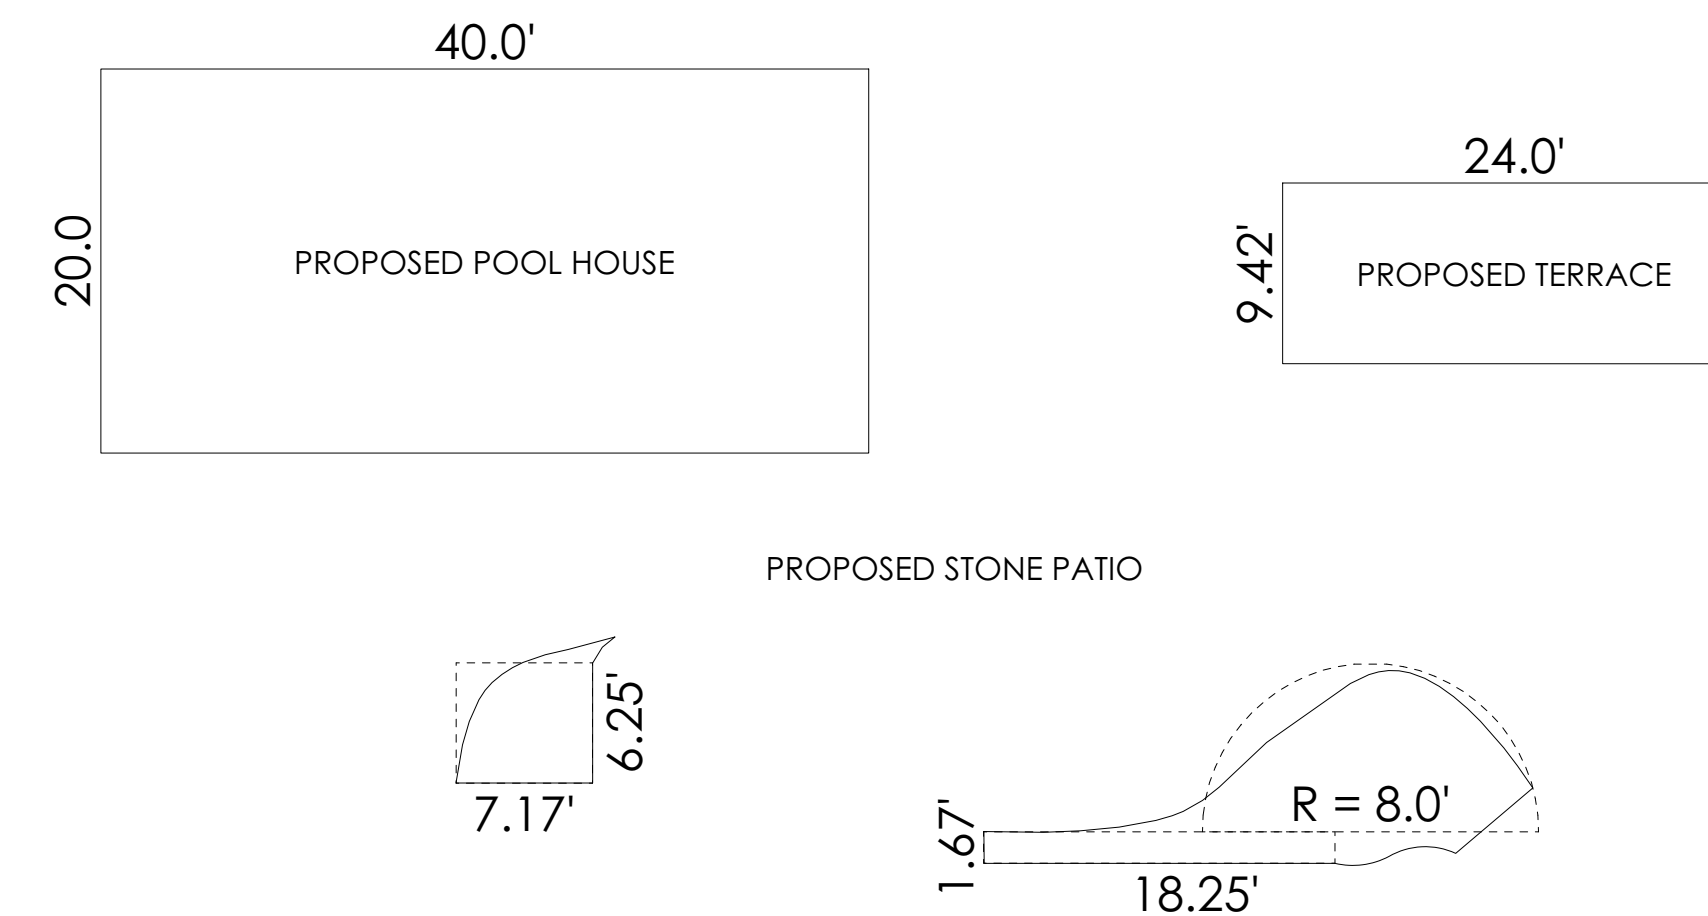 40.0'
20.0
PROPOSED POOL HOUSE
24.0'
9.42'
PROPOSED TERRACE
PROPOSED STONE PATIO
6.25'
7.17'
R = 8.0'
1.67'
18.25'